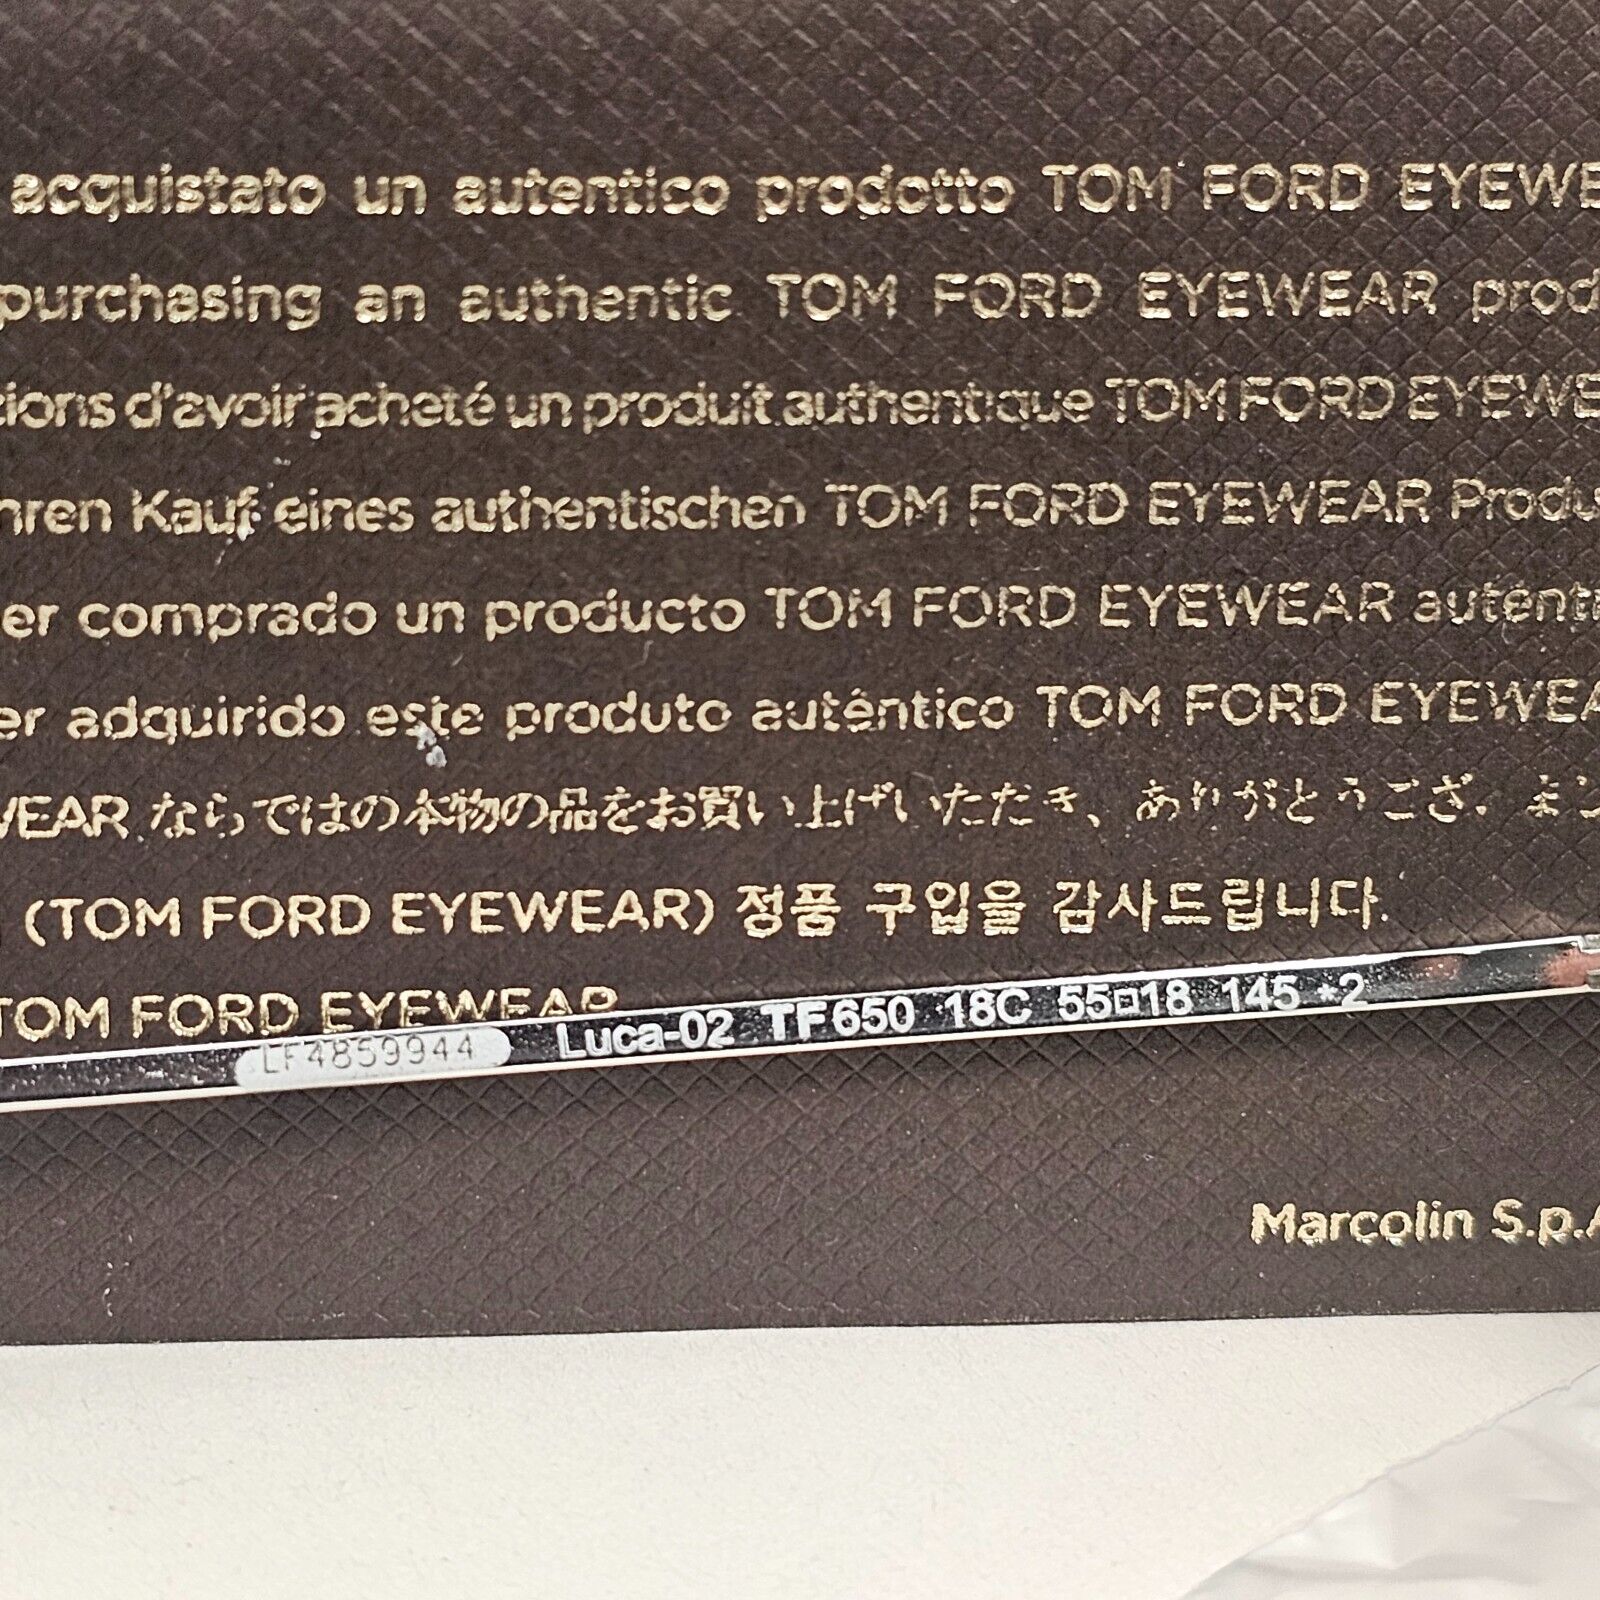 acquistato un autentico prodotto TOM FORD EYEWE
purchasing an authentic TOM FORD EYEWEAR prod
tions d'avoir acheté un produit authentique TOM FORD EYEWE
hren Kauf eines authentischen TOM FORD EYEWEAR Produ
er comprado un producto TOM FORD EYEWEAR autenti
er adquirido este produto autêntico TOM FORD EYEWEA
WEAR ならではの本物の品をお買い上げいただき、ありがとうござ
(TOM FORD EYEWEAR) 정품 구입을 감사드립니다.
TOM FORD EYEWEAR
LF4859944 Luca-02 TF650 18C 55□18 145 *2
Marcolin S.p.A